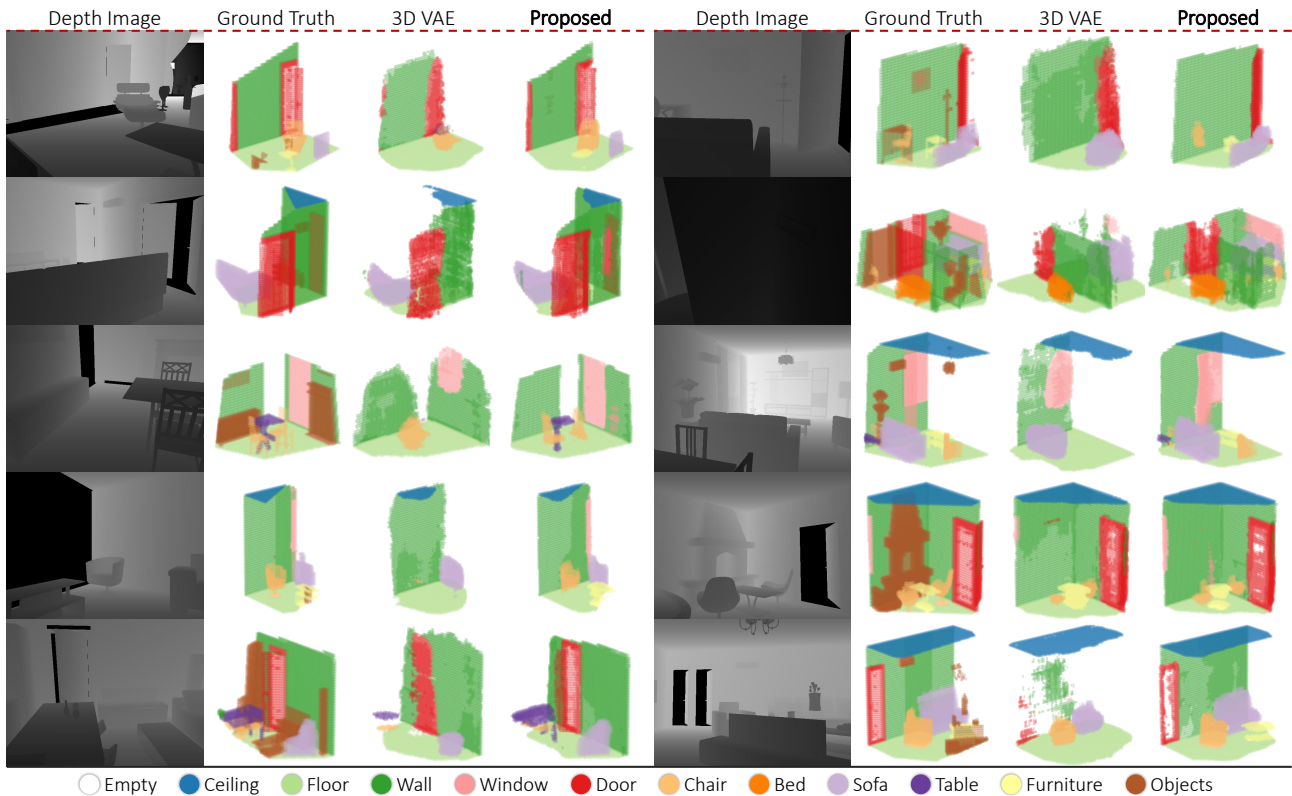 Depth Image Ground Truth 3D VAE Proposed Depth Image Ground Truth 3D VAE Proposed
Empty Ceiling Floor Wall Window Door Chair Bed Sofa Table Furniture Objects